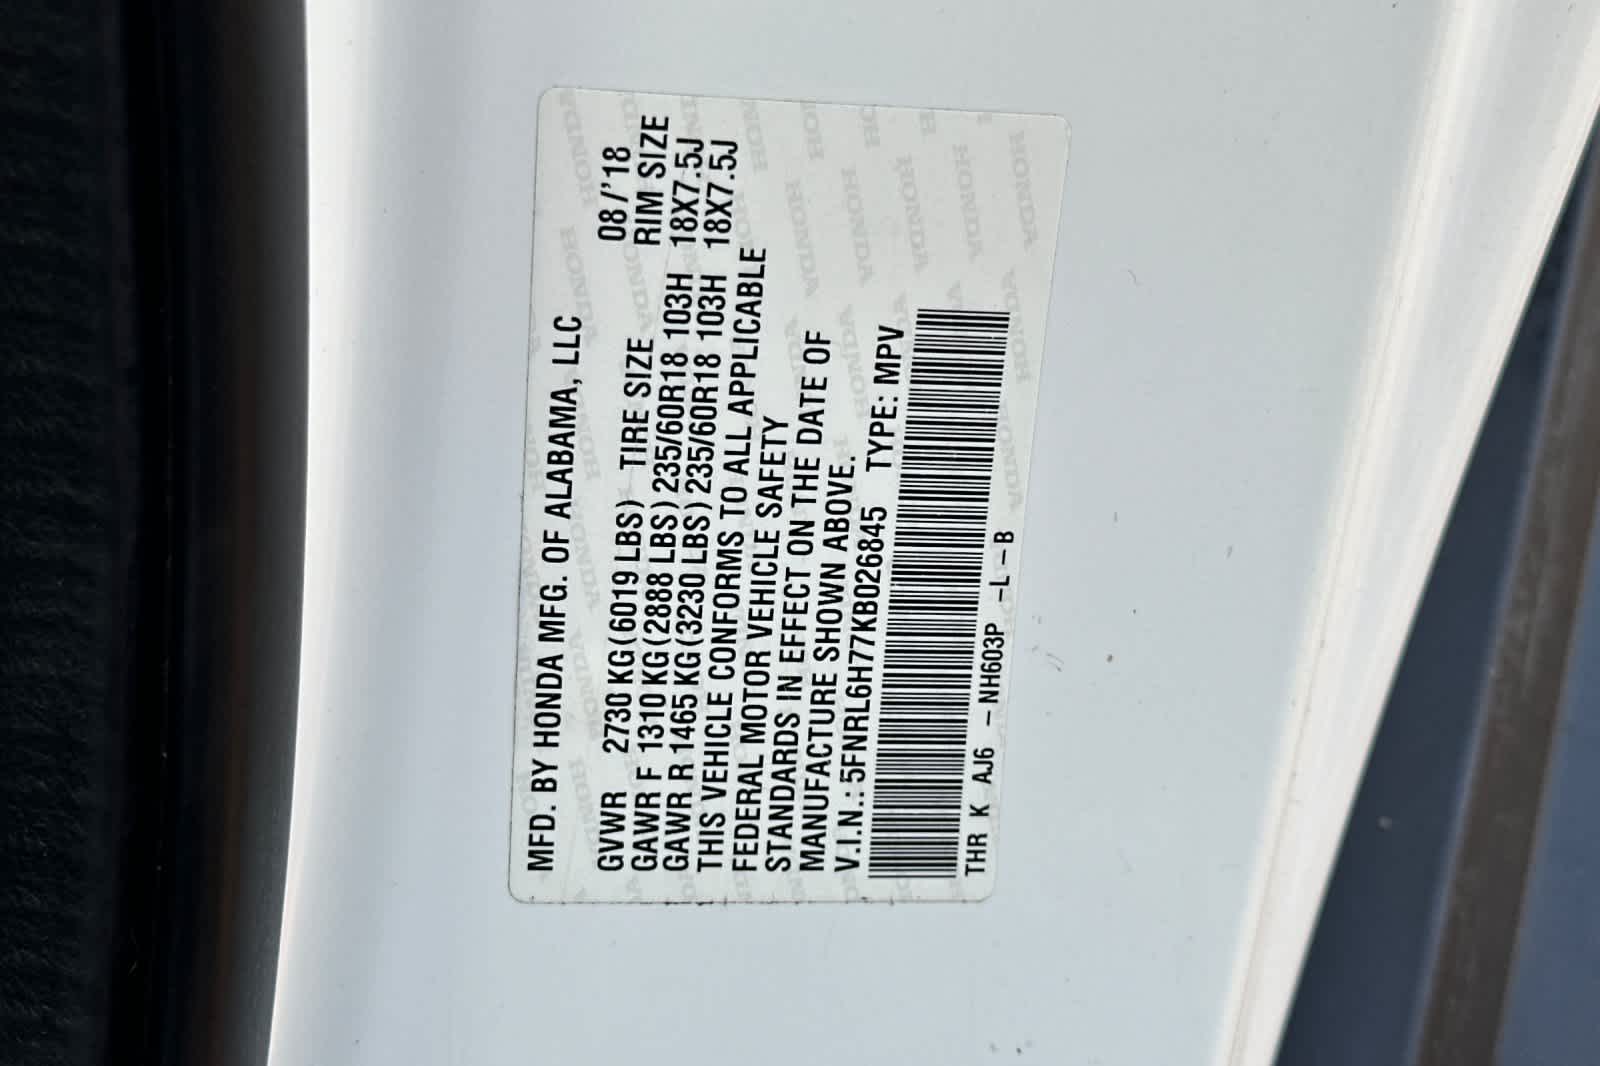 MFD. BY HONDA MFG. OF ALABAMA, LLC
08/'18
GVWR 2730 KG(6019 LBS) TIRE SIZE RIM SIZE
GAWR F 1310 KG(2888 LBS) 235/60R18 103H 18X7.5J
GAWR R 1465 KG(3230 LBS) 235/60R18 103H 18X7.5J
THIS VEHICLE CONFORMS TO ALL APPLICABLE
FEDERAL MOTOR VEHICLE SAFETY
STANDARDS IN EFFECT ON THE DATE OF
MANUFACTURE SHOWN ABOVE.
V.I.N.: 5FNRL6H77KB026845 TYPE: MPV
THR K AJ6 - NH603P -L-B